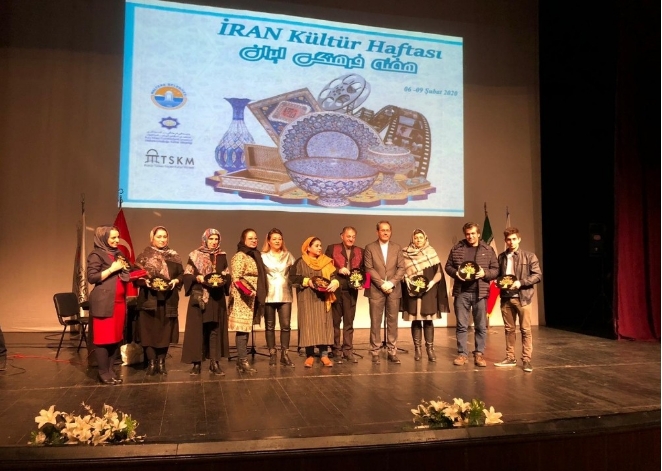 İRAN Kültür Haftası
هفته فرهنگی ایران
06 -09 Şubat 2020
TSKM